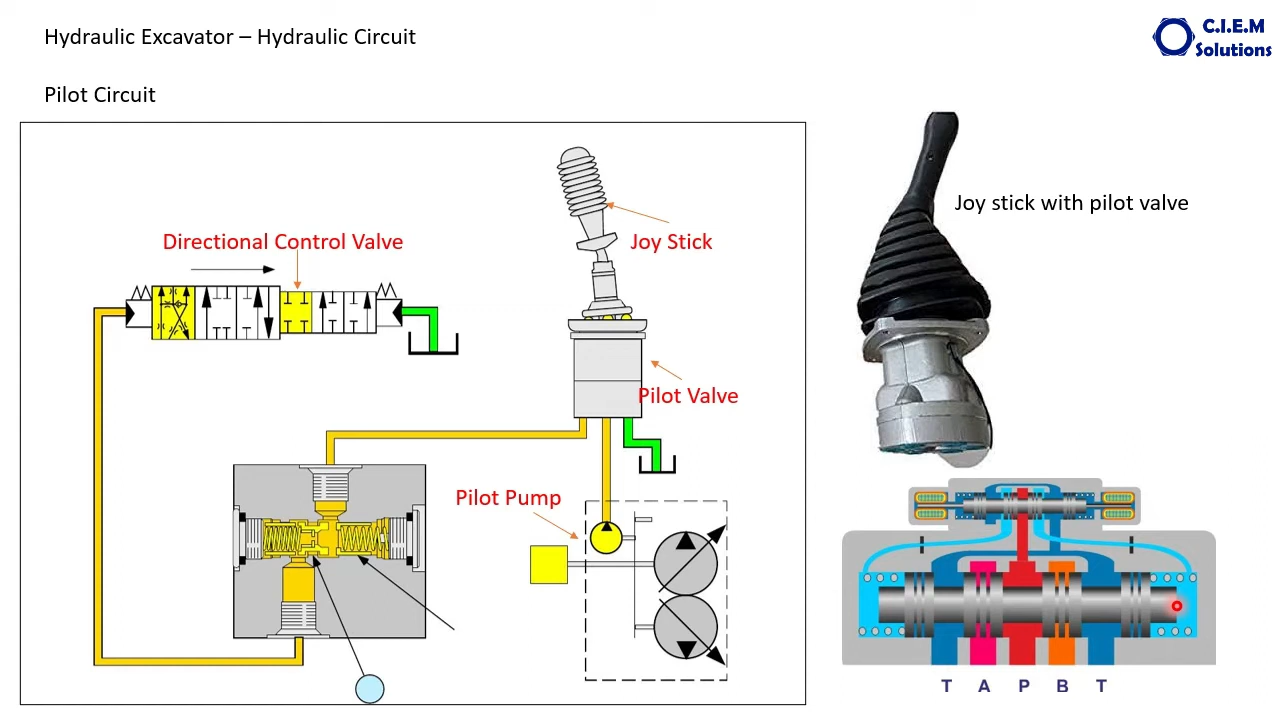 Hydraulic Excavator – Hydraulic Circuit
C.I.E.M
Solutions
Pilot Circuit
Joy stick with pilot valve
Directional Control Valve
Joy Stick
Pilot Valve
Pilot Pump
T A P B T